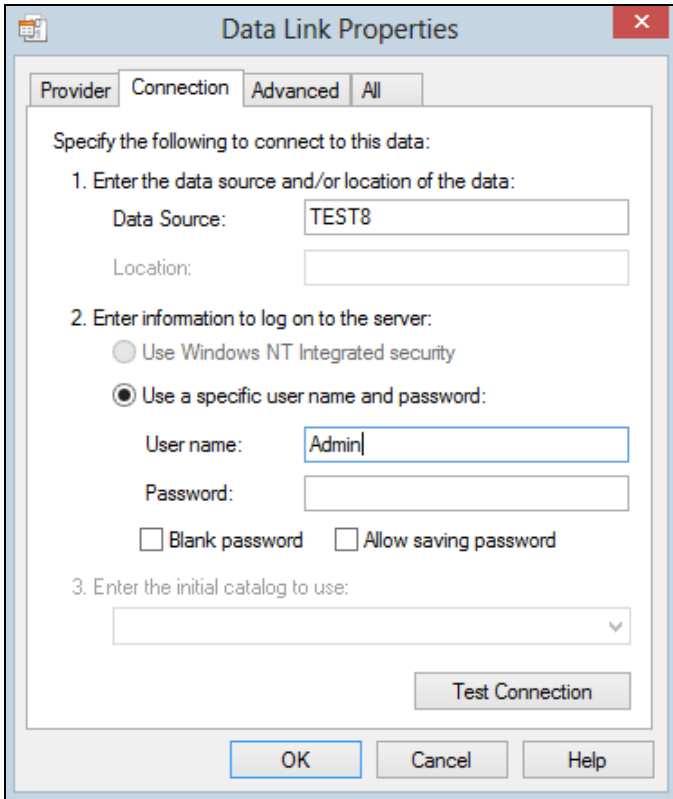 Data Link Properties
Provider Connection Advanced All
Specify the following to connect to this data:
1. Enter the data source and/or location of the data:
Data Source: TEST8
Location:
2. Enter information to log on to the server:
Use Windows NT Integrated security
Use a specific user name and password:
User name: Admin
Password:
Blank password Allow saving password
3. Enter the initial catalog to use:
Test Connection
OK Cancel Help